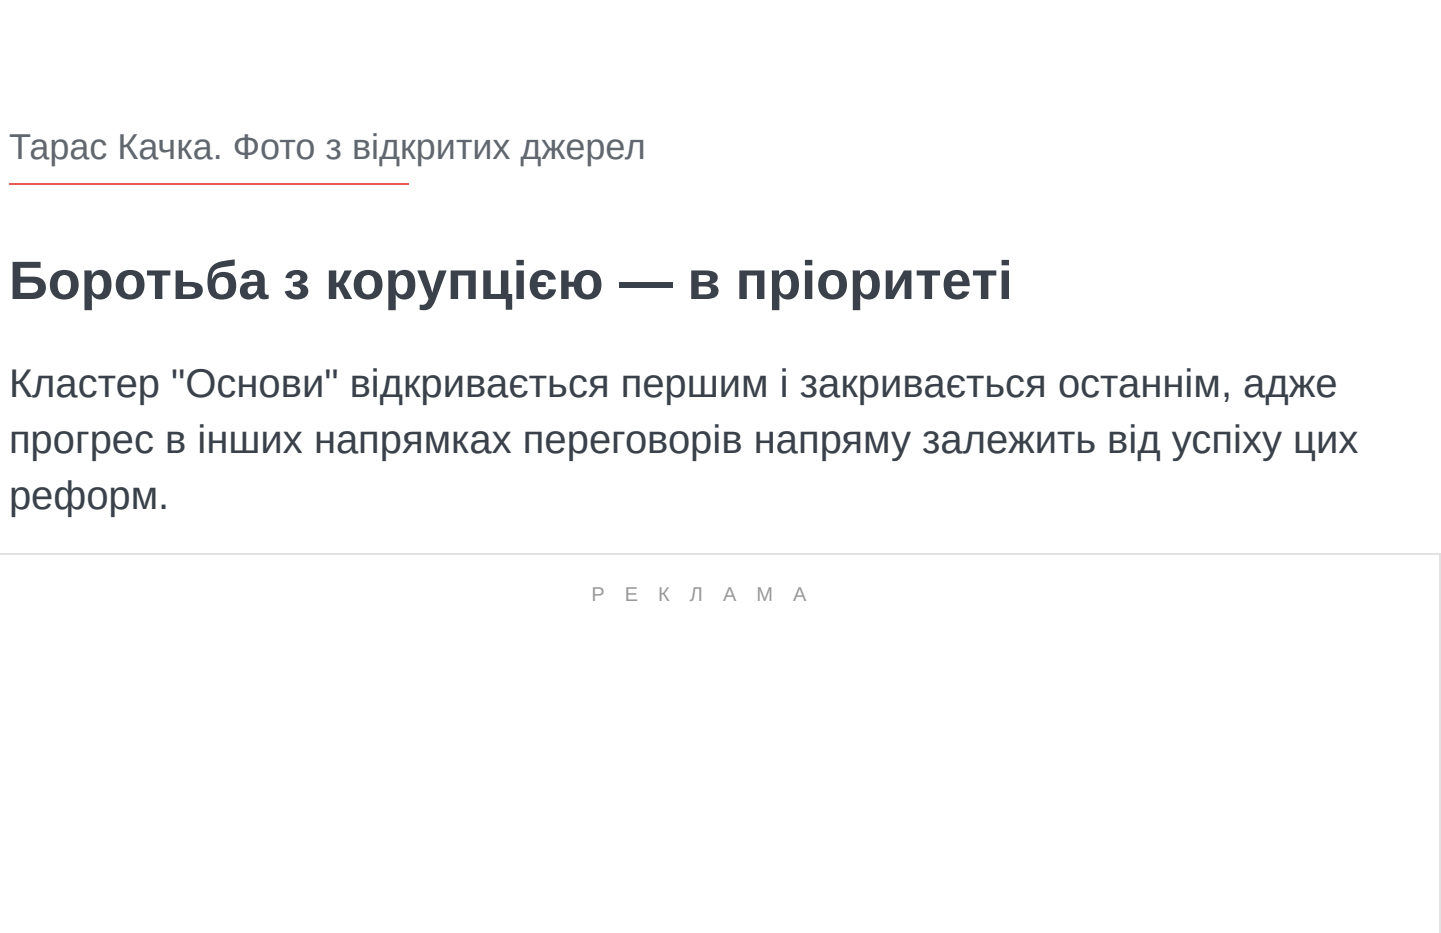 Тарас Качка. Фото з відкритих джерел
Боротьба з корупцією — в пріоритеті
Кластер "Основи" відкривається першим і закривається останнім, адже
прогрес в інших напрямках переговорів напряму залежить від успіху цих
реформ.
РЕКЛАМА